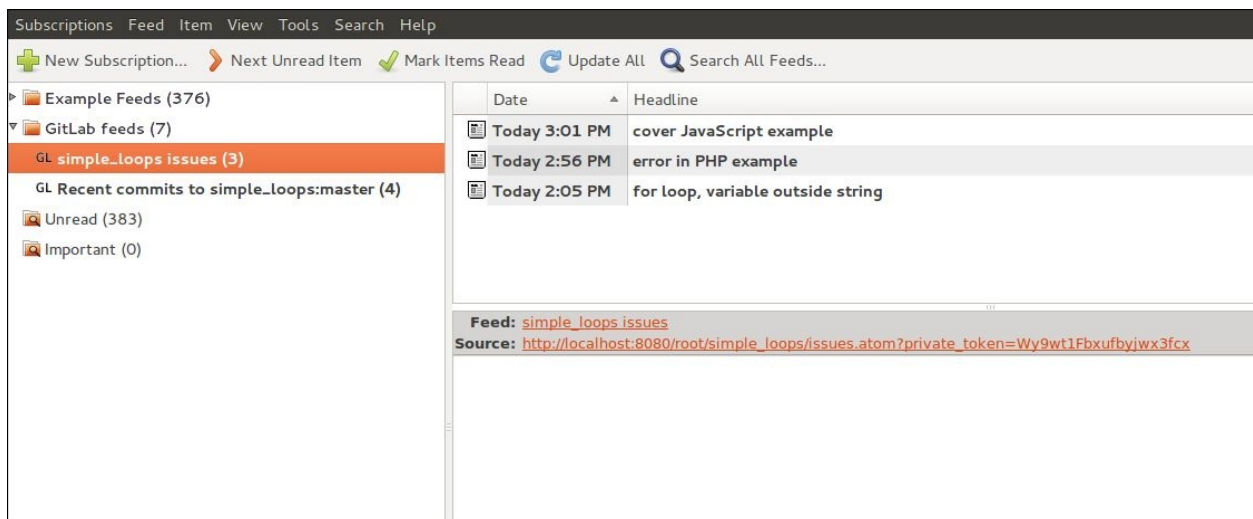 Subscriptions Feed Item View Tools Search Help
New Subscription... Next Unread Item Mark Items Read Update All Search All Feeds...
Example Feeds (376)
GitLab feeds (7)
GL simple_loops issues (3)
GL Recent commits to simple_loops:master (4)
Unread (383)
Important (0)
Date Headline
Today 3:01 PM cover JavaScript example
Today 2:56 PM error in PHP example
Today 2:05 PM for loop, variable outside string
Feed: simple_loops issues
Source: http://localhost:8080/root/simple_loops/issues.atom?private_token=Wy9wt1Fbxufbyjwx3fcx